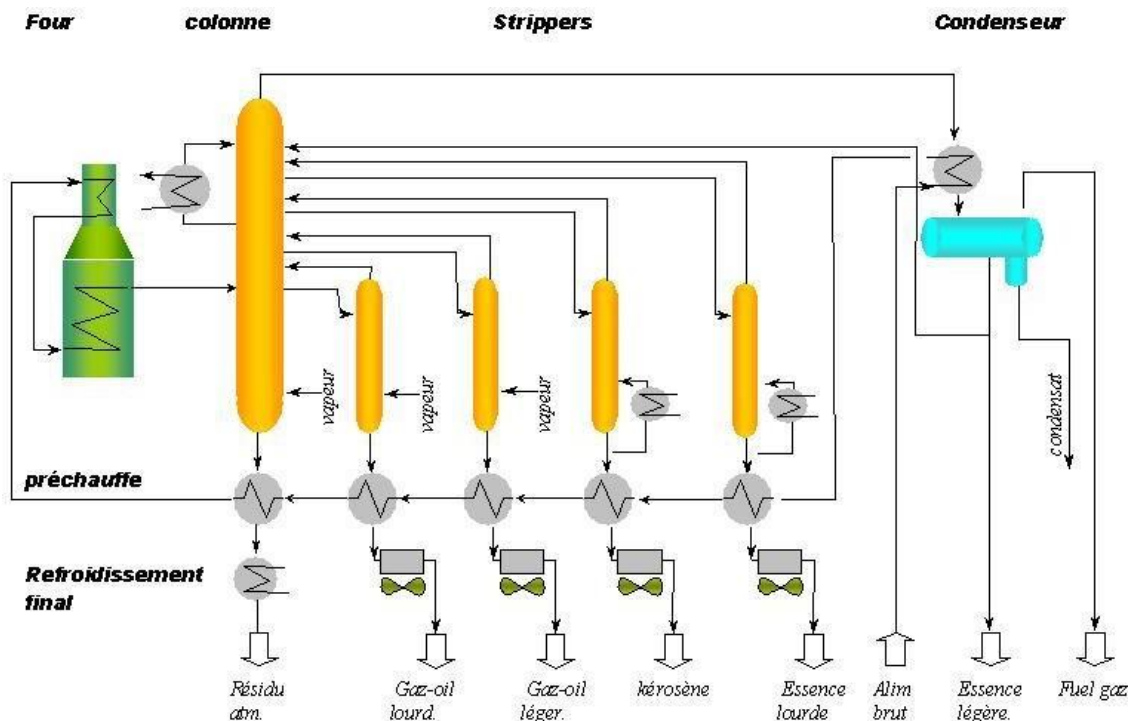 Four colonne Strippers Condenseur
vapeur vapeur vapeur condensat
préchauffe
Refroidissement
final
Résidu Gaz-oil Gaz-oil kérosène Essence Alim Essence Fuel gaz
atm. lourd. léger. lourde brut légère.